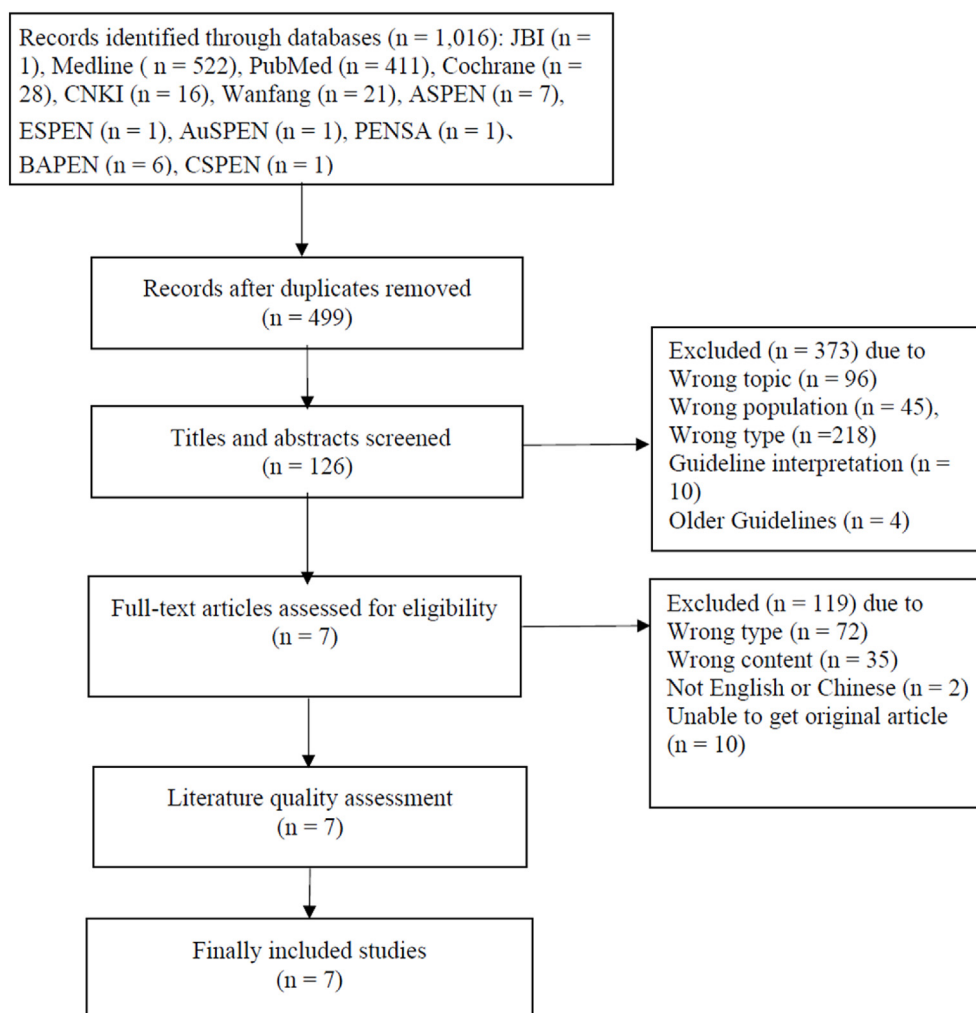 Records identified through databases (n = 1,016): JBI (n =
1), Medline ( n = 522), PubMed (n = 411), Cochrane (n =
28), CNKI (n = 16), Wanfang (n = 21), ASPEN (n = 7),
ESPEN (n = 1), AuSPEN (n = 1), PENSA (n = 1)、
BAPEN (n = 6), CSPEN (n = 1)
Records after duplicates removed
(n = 499)
Excluded (n = 373) due to
Wrong topic (n = 96)
Wrong population (n = 45),
Wrong type (n =218)
Guideline interpretation (n =
10)
Older Guidelines (n = 4)
Titles and abstracts screened
(n = 126)
Full-text articles assessed for eligibility
(n = 7)
Excluded (n = 119) due to
Wrong type (n = 72)
Wrong content (n = 35)
Not English or Chinese (n = 2)
Unable to get original article
(n = 10)
Literature quality assessment
(n = 7)
Finally included studies
(n = 7)